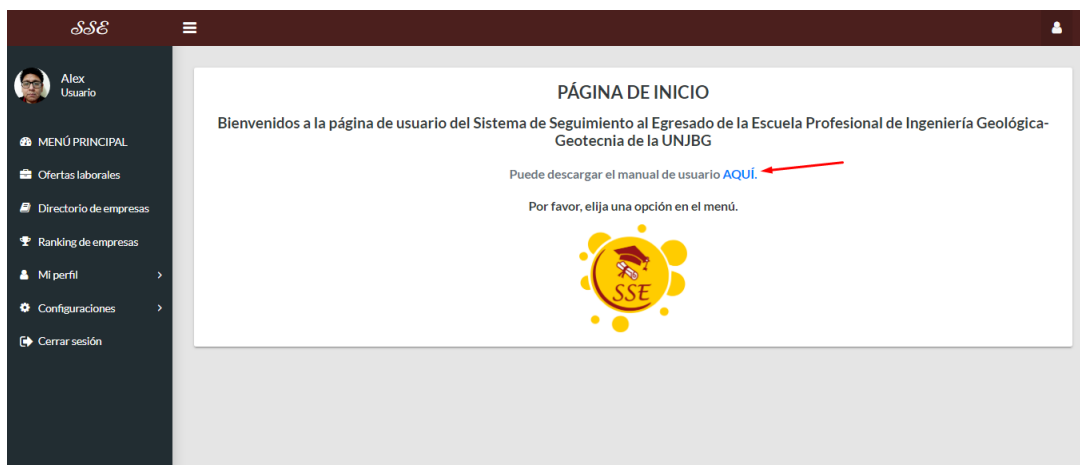 SSE
Alex
Usuario
MENÚ PRINCIPAL
Ofertas laborales
Directorio de empresas
Ranking de empresas
Mi perfil
Configuraciones
Cerrar sesión
PÁGINA DE INICIO
Bienvenidos a la página de usuario del Sistema de Seguimiento al Egresado de la Escuela Profesional de Ingeniería Geológica-
Geotecnia de la UNJBG
Puede descargar el manual de usuario AQUÍ.
Por favor, elija una opción en el menú.
SSE